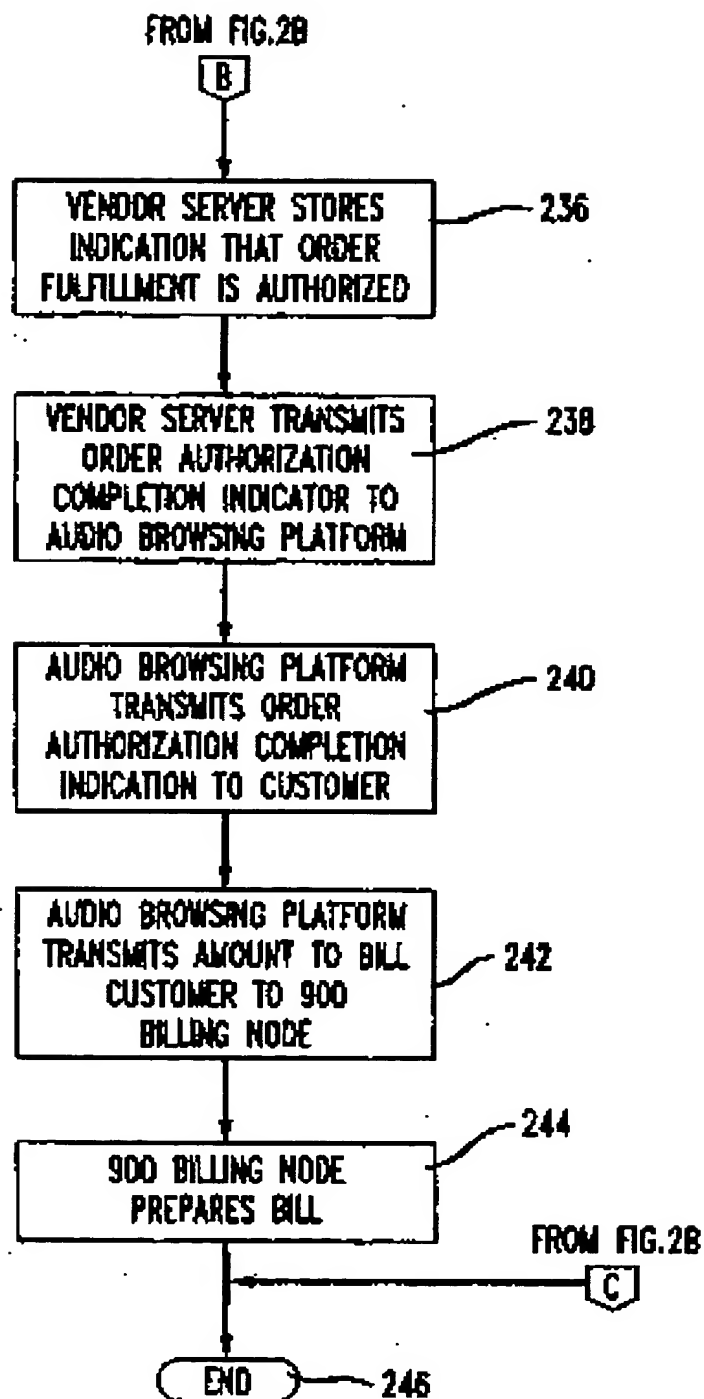 FROM FIG.2B
B
VENDOR SERVER STORES
INDICATION THAT ORDER
FULFILLMENT IS AUTHORIZED
236
VENDOR SERVER TRANSMITS
ORDER AUTHORIZATION
COMPLETION INDICATOR TO
AUDIO BROWSING PLATFORM
238
AUDIO BROWSING PLATFORM
TRANSMITS ORDER
AUTHORIZATION COMPLETION
INDICATION TO CUSTOMER
240
AUDIO BROWSING PLATFORM
TRANSMITS AMOUNT TO BILL
CUSTOMER TO 900
BILLING NODE
242
900 BILLING NODE
PREPARES BILL
244
FROM FIG.2B
C
END
246